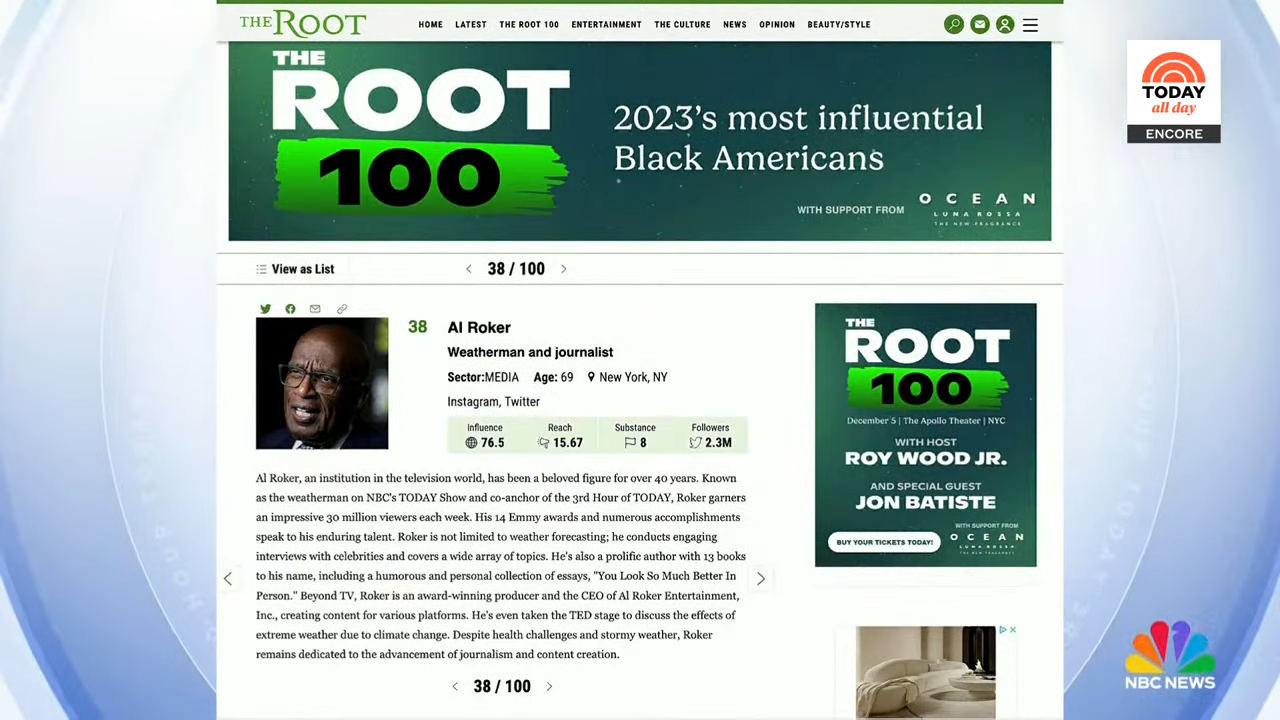 THE ROOT
HOME LATEST THE ROOT 100 ENTERTAINMENT THE CULTURE NEWS OPINION BEAUTY/STYLE
THE
ROOT
100
2023's most influential
Black Americans
WITH SUPPORT FROM
OCEAN
LUNA ROSSA
THE NEW FRAGRANCE
TODAY
all day
ENCORE
View as List
38 / 100
38 Al Roker
Weatherman and journalist
Sector:MEDIA Age: 69 New York, NY
Instagram, Twitter
Influence Reach Substance Followers
76.5 15.67 8 2.3M
Al Roker, an institution in the television world, has been a beloved figure for over 40 years. Known
as the weatherman on NBC's TODAY Show and co-anchor of the 3rd Hour of TODAY, Roker garners
an impressive 30 million viewers each week. His 14 Emmy awards and numerous accomplishments
speak to his enduring talent. Roker is not limited to weather forecasting; he conducts engaging
interviews with celebrities and covers a wide array of topics. He's also a prolific author with 13 books
to his name, including a humorous and personal collection of essays, "You Look So Much Better In
Person." Beyond TV, Roker is an award-winning producer and the CEO of Al Roker Entertainment,
Inc., creating content for various platforms. He's even taken the TED stage to discuss the effects of
extreme weather due to climate change. Despite health challenges and stormy weather, Roker
remains dedicated to the advancement of journalism and content creation.
38 / 100
THE
ROOT
100
December 5 | The Apollo Theater | NYC
WITH HOST
ROY WOOD JR.
AND SPECIAL GUEST
JON BATISTE
BUY YOUR TICKETS TODAY!
WITH SUPPORT FROM
OCEAN
LUNA ROSSA
NBC NEWS